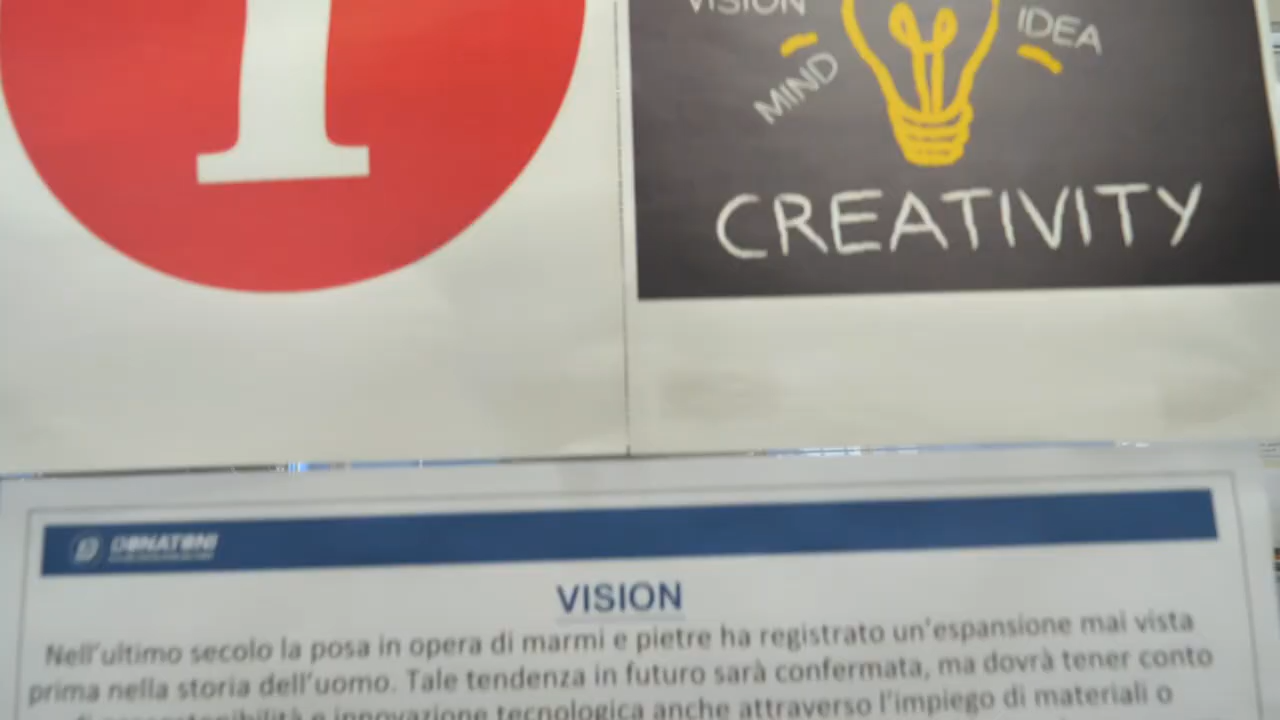 VISION
IDEA
MIND
CREATIVITY
DONATONI
VISION
Nell'ultimo secolo la posa in opera di marmi e pietre ha registrato un'espansione mai vista
prima nella storia dell'uomo. Tale tendenza in futuro sarà confermata, ma dovrà tener conto
e innovazione tecnologica anche attraverso l'impiego di materiali o